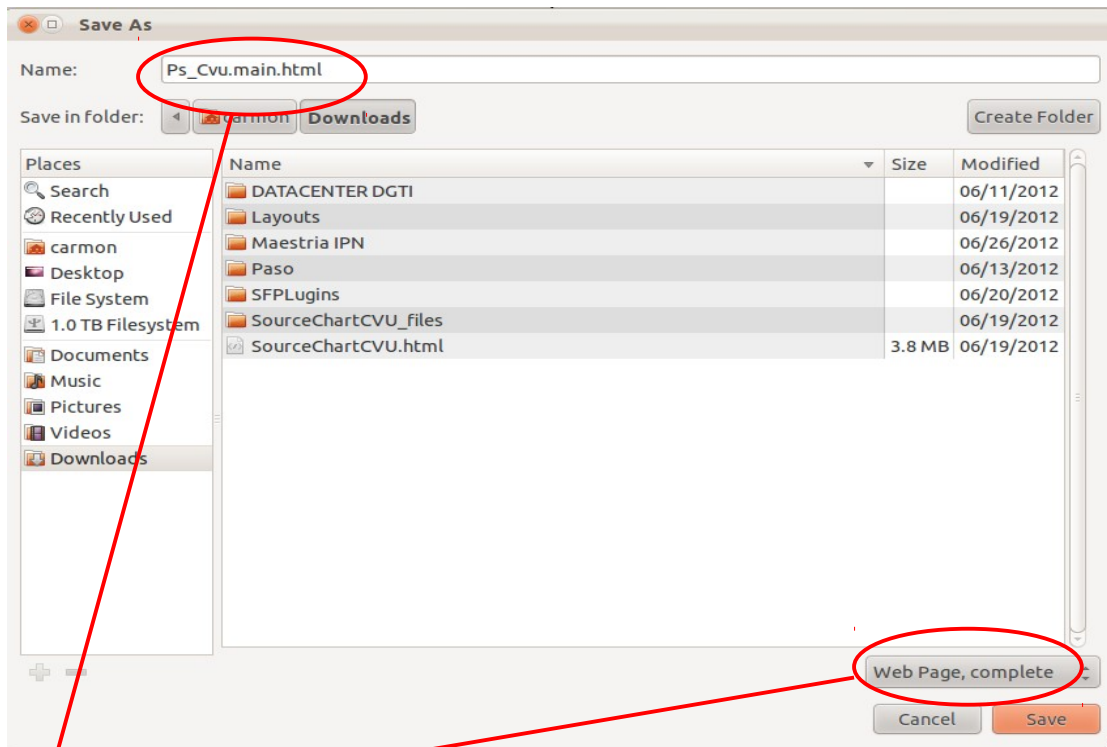 Save As
Name: Ps_Cvu.main.html
Save in folder: carmon Downloads Create Folder
Places Name Size Modified
Search DATACENTER DGTI 06/11/2012
Recently Used Layouts 06/19/2012
carmon Maestria IPN 06/26/2012
Desktop Paso 06/13/2012
File System SFPLugins 06/20/2012
1.0 TB Filesystem SourceChartCVU_files 06/19/2012
Documents SourceChartCVU.html 3.8 MB 06/19/2012
Music
Pictures
Videos
Downloads
Web Page, complete
Cancel Save